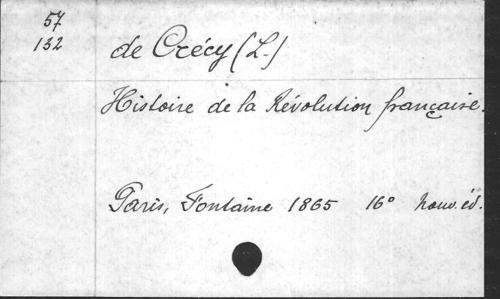 57
132
de Crécy (L.)
Histoire de la Révolution française.
Paris, Fontaine 1865 16° Nouv. éd.